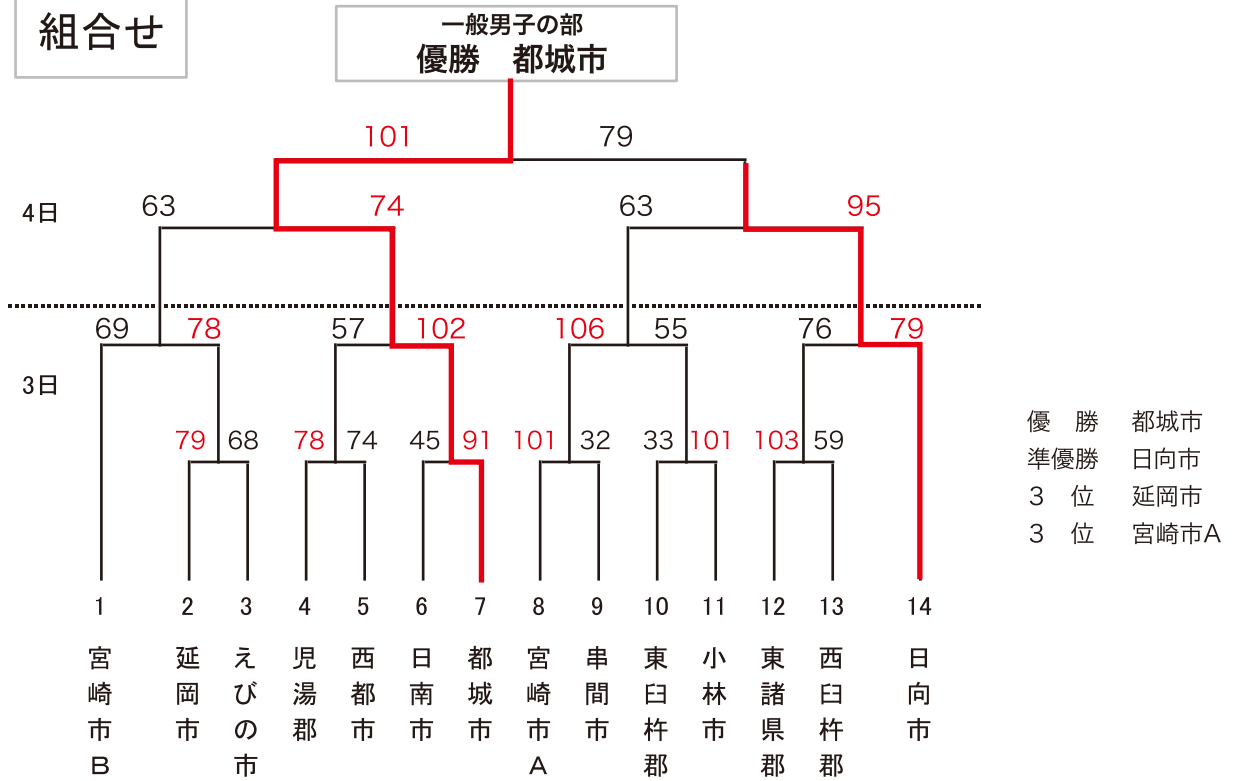 組合せ
一般男子の部
優勝　都城市
101 79
4日
63 74 63 95
69 78 57 102 106 55 76 79
3日
79 68 78 74 45 91 101 32 33 101 103 59
1 2 3 4 5 6 7 8 9 10 11 12 13 14
宮崎市B
延岡市
えびの市
児湯郡
西都市
日南市
都城市
宮崎市A
串間市
東臼杵郡
小林市
東諸県郡
西臼杵郡
日向市
優　勝　都城市
準優勝　日向市
3　位　延岡市
3　位　宮崎市A